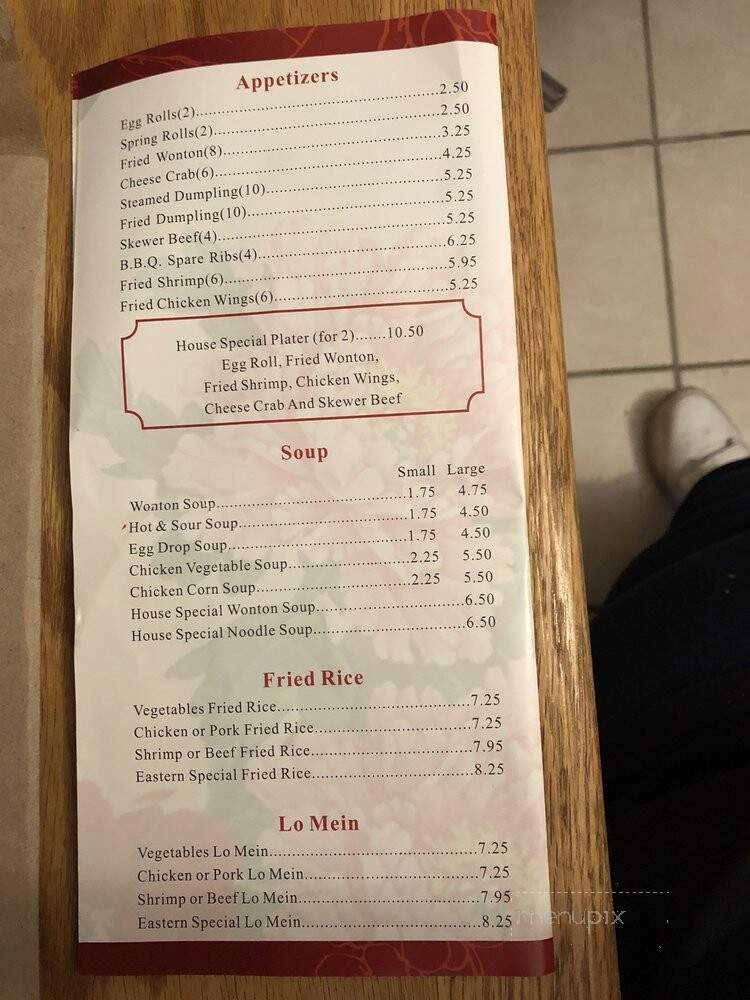 Appetizers
Egg Rolls(2)..................................................2.50
Spring Rolls(2)..............................................2.50
Fried Wonton(8)............................................3.25
Cheese Crab(6)..............................................4.25
Steamed Dumpling(10)..................................5.25
Fried Dumpling(10).......................................5.25
Skewer Beef(4)..............................................5.25
B.B.Q. Spare Ribs(4)......................................6.25
Fried Shrimp(6).............................................5.95
Fried Chicken Wings(6).................................5.25
House Special Plater (for 2).......10.50
Egg Roll, Fried Wonton,
Fried Shrimp, Chicken Wings,
Cheese Crab And Skewer Beef
Soup
Small Large
Wonton Soup......................................1.75 4.75
Hot & Sour Soup..................................1.75 4.50
Egg Drop Soup....................................1.75 4.50
Chicken Vegetable Soup........................2.25 5.50
Chicken Corn Soup...............................2.25 5.50
House Special Wonton Soup.............................6.50
House Special Noodle Soup..............................6.50
Fried Rice
Vegetables Fried Rice.......................................7.25
Chicken or Pork Fried Rice...............................7.25
Shrimp or Beef Fried Rice.................................7.95
Eastern Special Fried Rice.................................8.25
Lo Mein
Vegetables Lo Mein..........................................7.25
Chicken or Pork Lo Mein...................................7.25
Shrimp or Beef Lo Mein.....................................7.95
Eastern Special Lo Mein....................................8.25
menupix